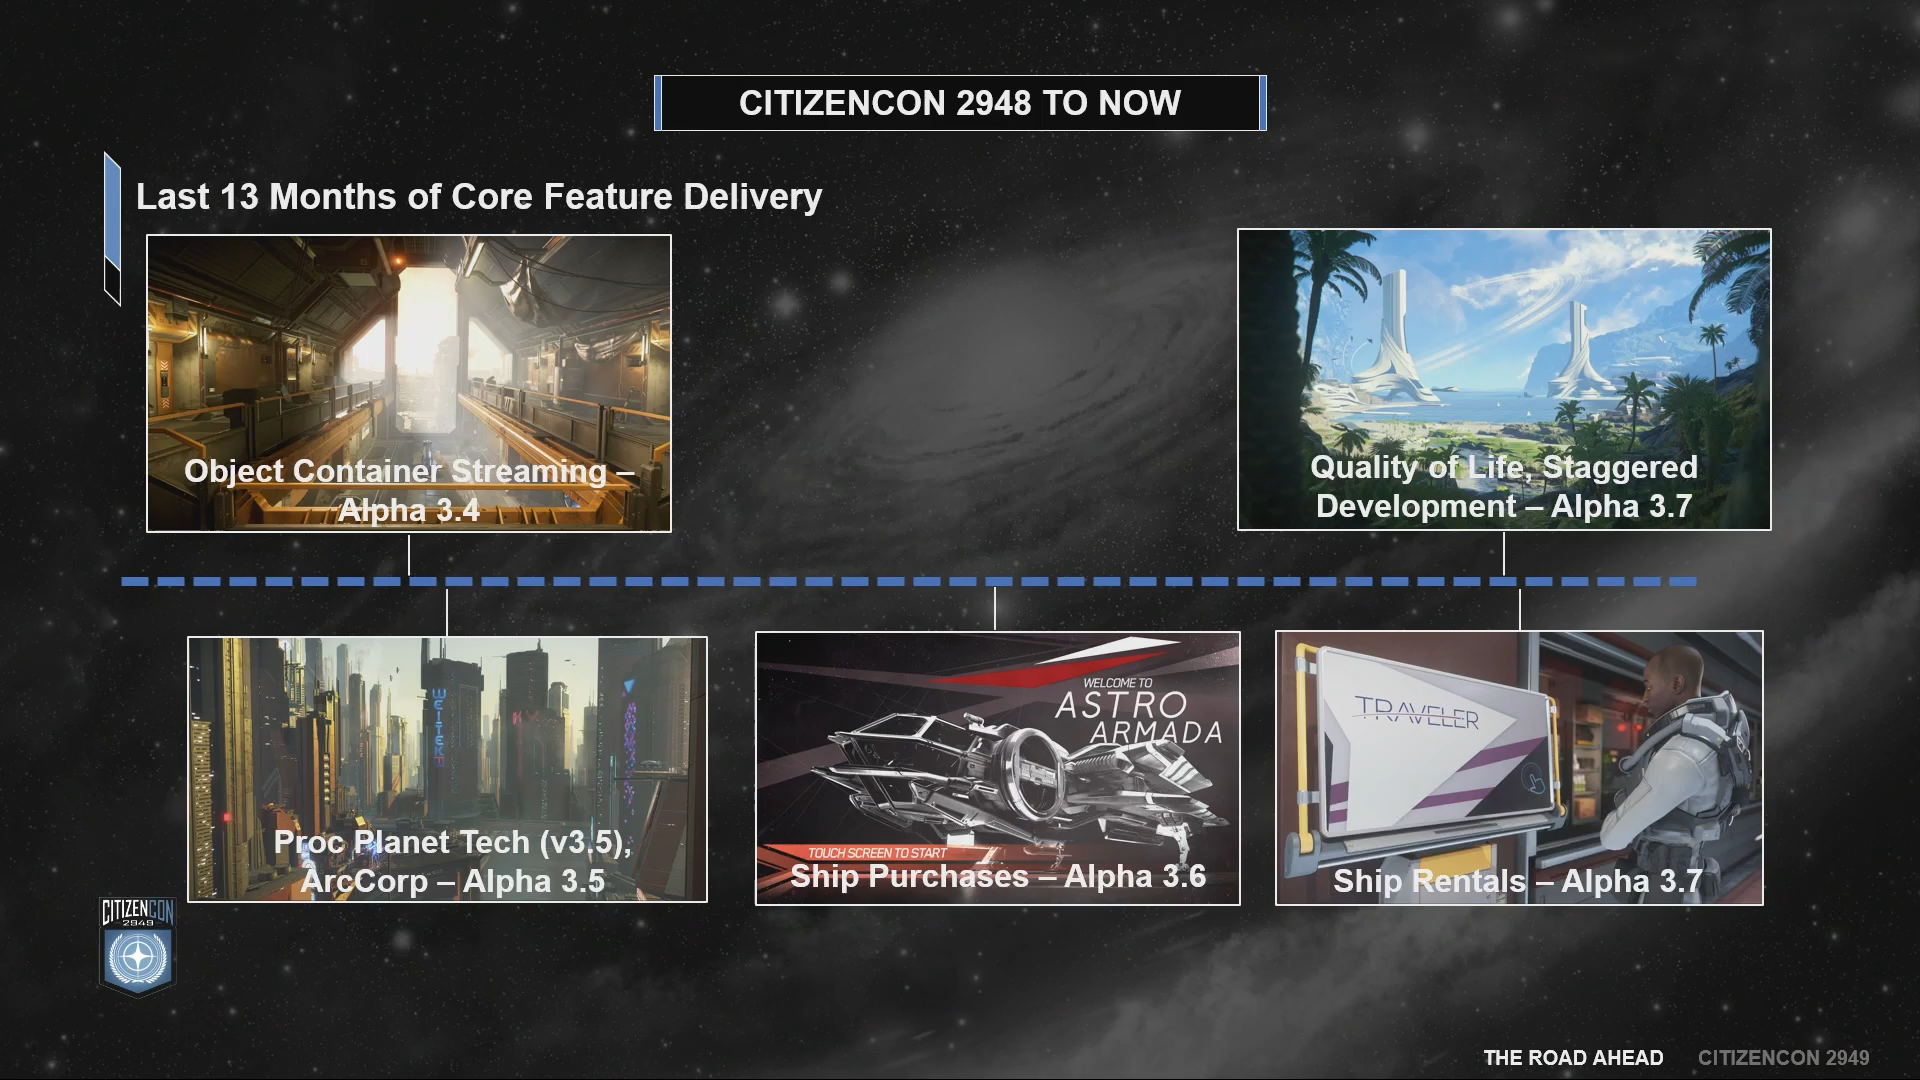 CITIZENCON 2948 TO NOW
Last 13 Months of Core Feature Delivery
Object Container Streaming –
Alpha 3.4
Quality of Life, Staggered
Development – Alpha 3.7
WELCOME TO
ASTRO
ARMADA
TOUCH SCREEN TO START
TRAVELER
Proc Planet Tech (v3.5),
ArcCorp – Alpha 3.5
Ship Purchases – Alpha 3.6
Ship Rentals – Alpha 3.7
CITIZENCON
2949
THE ROAD AHEAD
CITIZENCON 2949